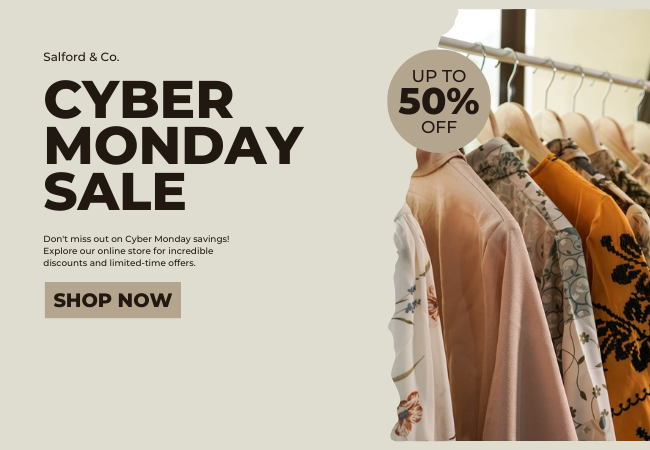 Salford & Co.
CYBER
MONDAY
SALE
Don't miss out on Cyber Monday savings!
Explore our online store for incredible
discounts and limited-time offers.
SHOP NOW
UP TO
50%
OFF